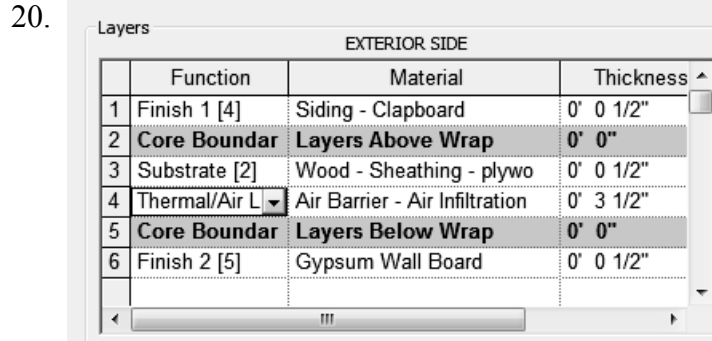 20.
Layers
EXTERIOR SIDE
Function Material Thickness
1 Finish 1 [4] Siding - Clapboard 0' 0 1/2"
2 Core Boundar Layers Above Wrap 0' 0"
3 Substrate [2] Wood - Sheathing - plywo 0' 0 1/2"
4 Thermal/Air L Air Barrier - Air Infiltration 0' 3 1/2"
5 Core Boundar Layers Below Wrap 0' 0"
6 Finish 2 [5] Gypsum Wall Board 0' 0 1/2"